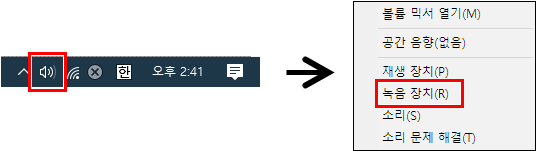 한 오후 2:41
볼륨 믹서 열기(M)
공간 음향(없음)
재생 장치(P)
녹음 장치(R)
소리(S)
소리 문제 해결(T)